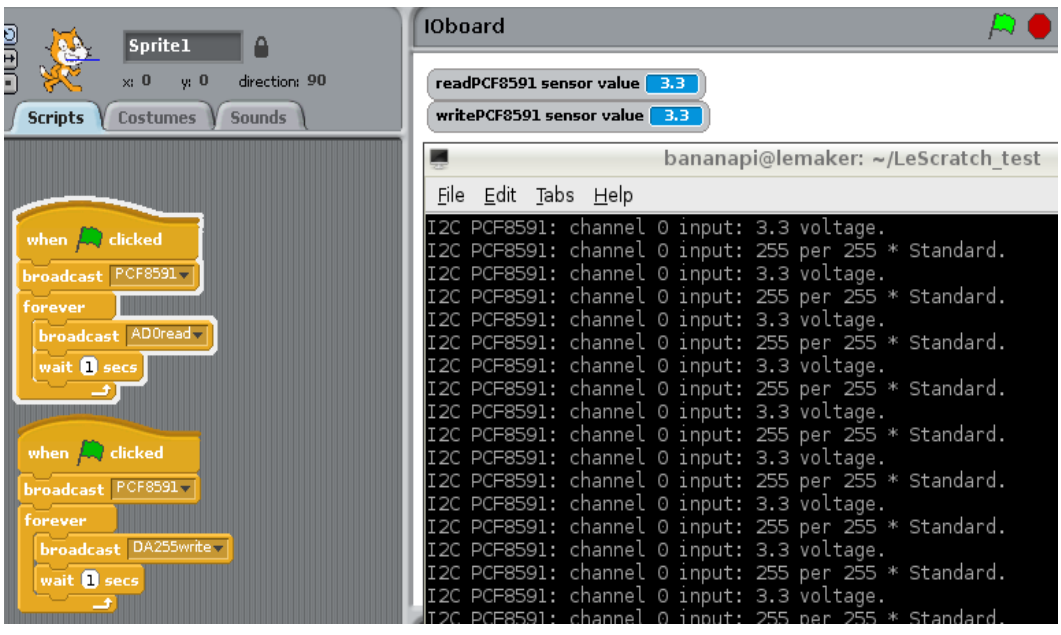 Sprite1
x: 0 y: 0 direction: 90
Scripts Costumes Sounds
when clicked
broadcast PCF8591
forever
broadcast AD0read
wait 1 secs
when clicked
broadcast PCF8591
forever
broadcast DA255write
wait 1 secs
IOboard
readPCF8591 sensor value 3.3
writePCF8591 sensor value 3.3
bananapi@lemaker: ~/LeScratch_test
File Edit Tabs Help
I2C PCF8591: channel 0 input: 3.3 voltage.
I2C PCF8591: channel 0 input: 255 per 255 * Standard.
I2C PCF8591: channel 0 input: 3.3 voltage.
I2C PCF8591: channel 0 input: 255 per 255 * Standard.
I2C PCF8591: channel 0 input: 3.3 voltage.
I2C PCF8591: channel 0 input: 255 per 255 * Standard.
I2C PCF8591: channel 0 input: 3.3 voltage.
I2C PCF8591: channel 0 input: 255 per 255 * Standard.
I2C PCF8591: channel 0 input: 3.3 voltage.
I2C PCF8591: channel 0 input: 255 per 255 * Standard.
I2C PCF8591: channel 0 input: 3.3 voltage.
I2C PCF8591: channel 0 input: 255 per 255 * Standard.
I2C PCF8591: channel 0 input: 3.3 voltage.
I2C PCF8591: channel 0 input: 255 per 255 * Standard.
I2C PCF8591: channel 0 input: 3.3 voltage.
I2C PCF8591: channel 0 input: 255 per 255 * Standard.
I2C PCF8591: channel 0 input: 3.3 voltage.
I2C PCF8591: channel 0 input: 255 per 255 * Standard.